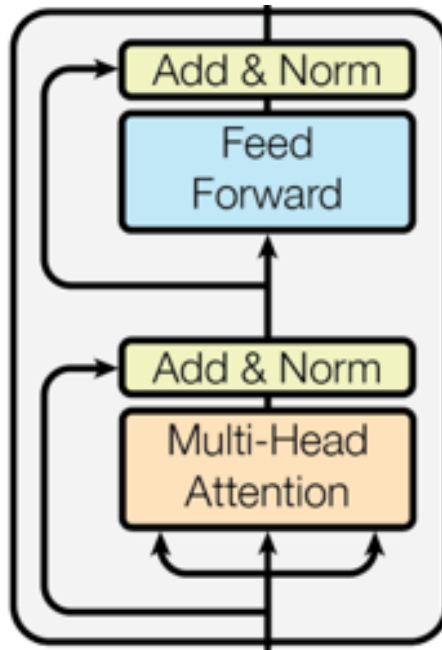 Add & Norm
Feed
Forward
Add & Norm
Multi-Head
Attention